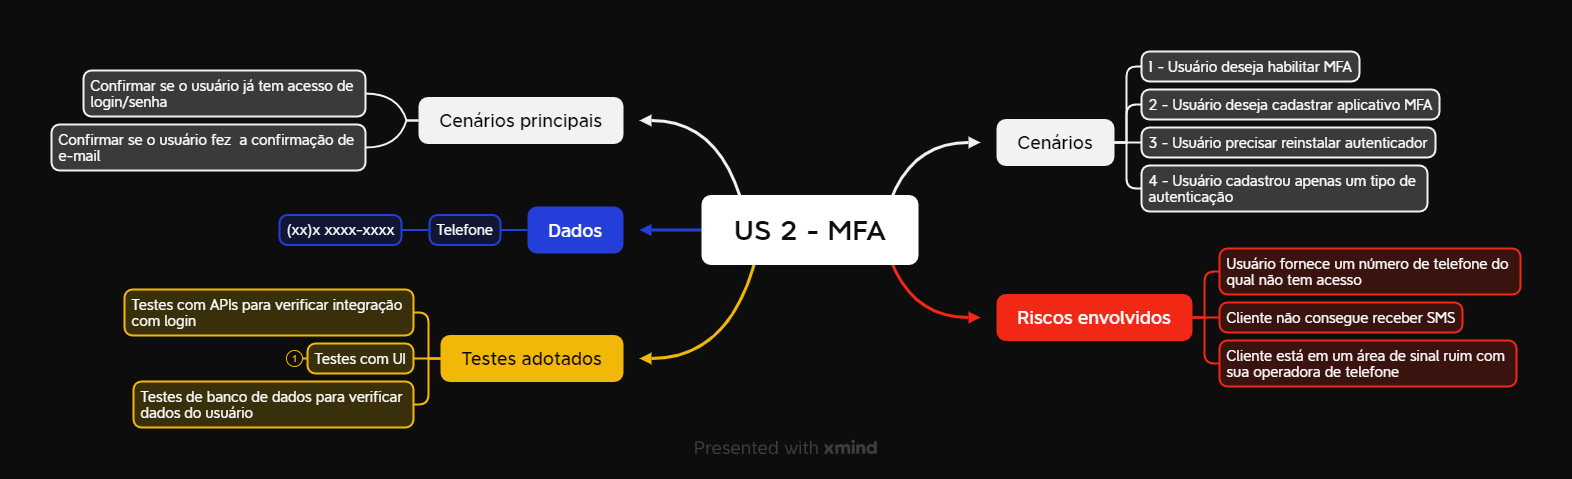 US 2 - MFA
Cenários
1 - Usuário deseja habilitar MFA
2 - Usuário deseja cadastrar aplicativo MFA
3 - Usuário precisar reinstalar autenticador
4 - Usuário cadastrou apenas um tipo de
autenticação
Riscos envolvidos
Usuário fornece um número de telefone do
qual não tem acesso
Cliente não consegue receber SMS
Cliente está em um área de sinal ruim com
sua operadora de telefone
Cenários principais
Confirmar se o usuário já tem acesso de
login/senha
Confirmar se o usuário fez  a confirmação de
e-mail
Dados
Telefone
(xx)x xxxx-xxxx
Testes adotados
Testes com APIs para verificar integração
com login
Testes com UI
1
Testes de banco de dados para verificar
dados do usuário
Presented with xmind